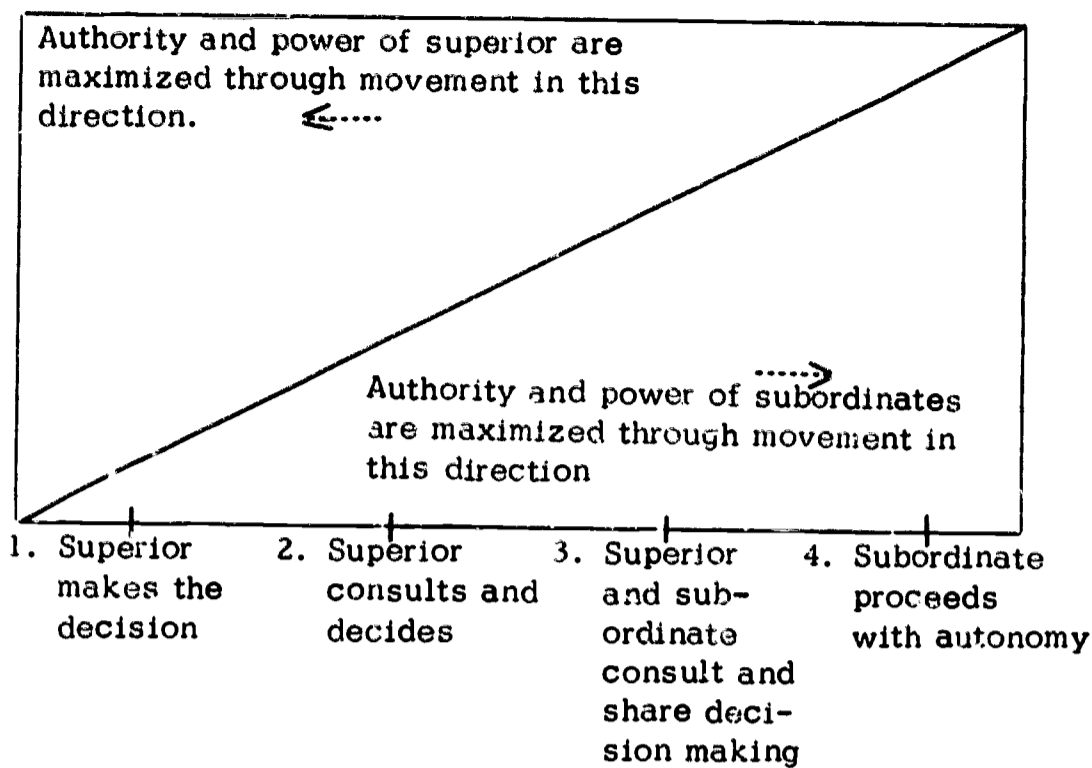 Authority and power of superior are
maximized through movement in this
direction.
Authority and power of subordinates
are maximized through movement in
this direction
1. Superior
makes the
decision
2. Superior
consults and
decides
3. Superior
and sub-
ordinate
consult and
share deci-
sion making
4. Subordinate
proceeds
with autonomy